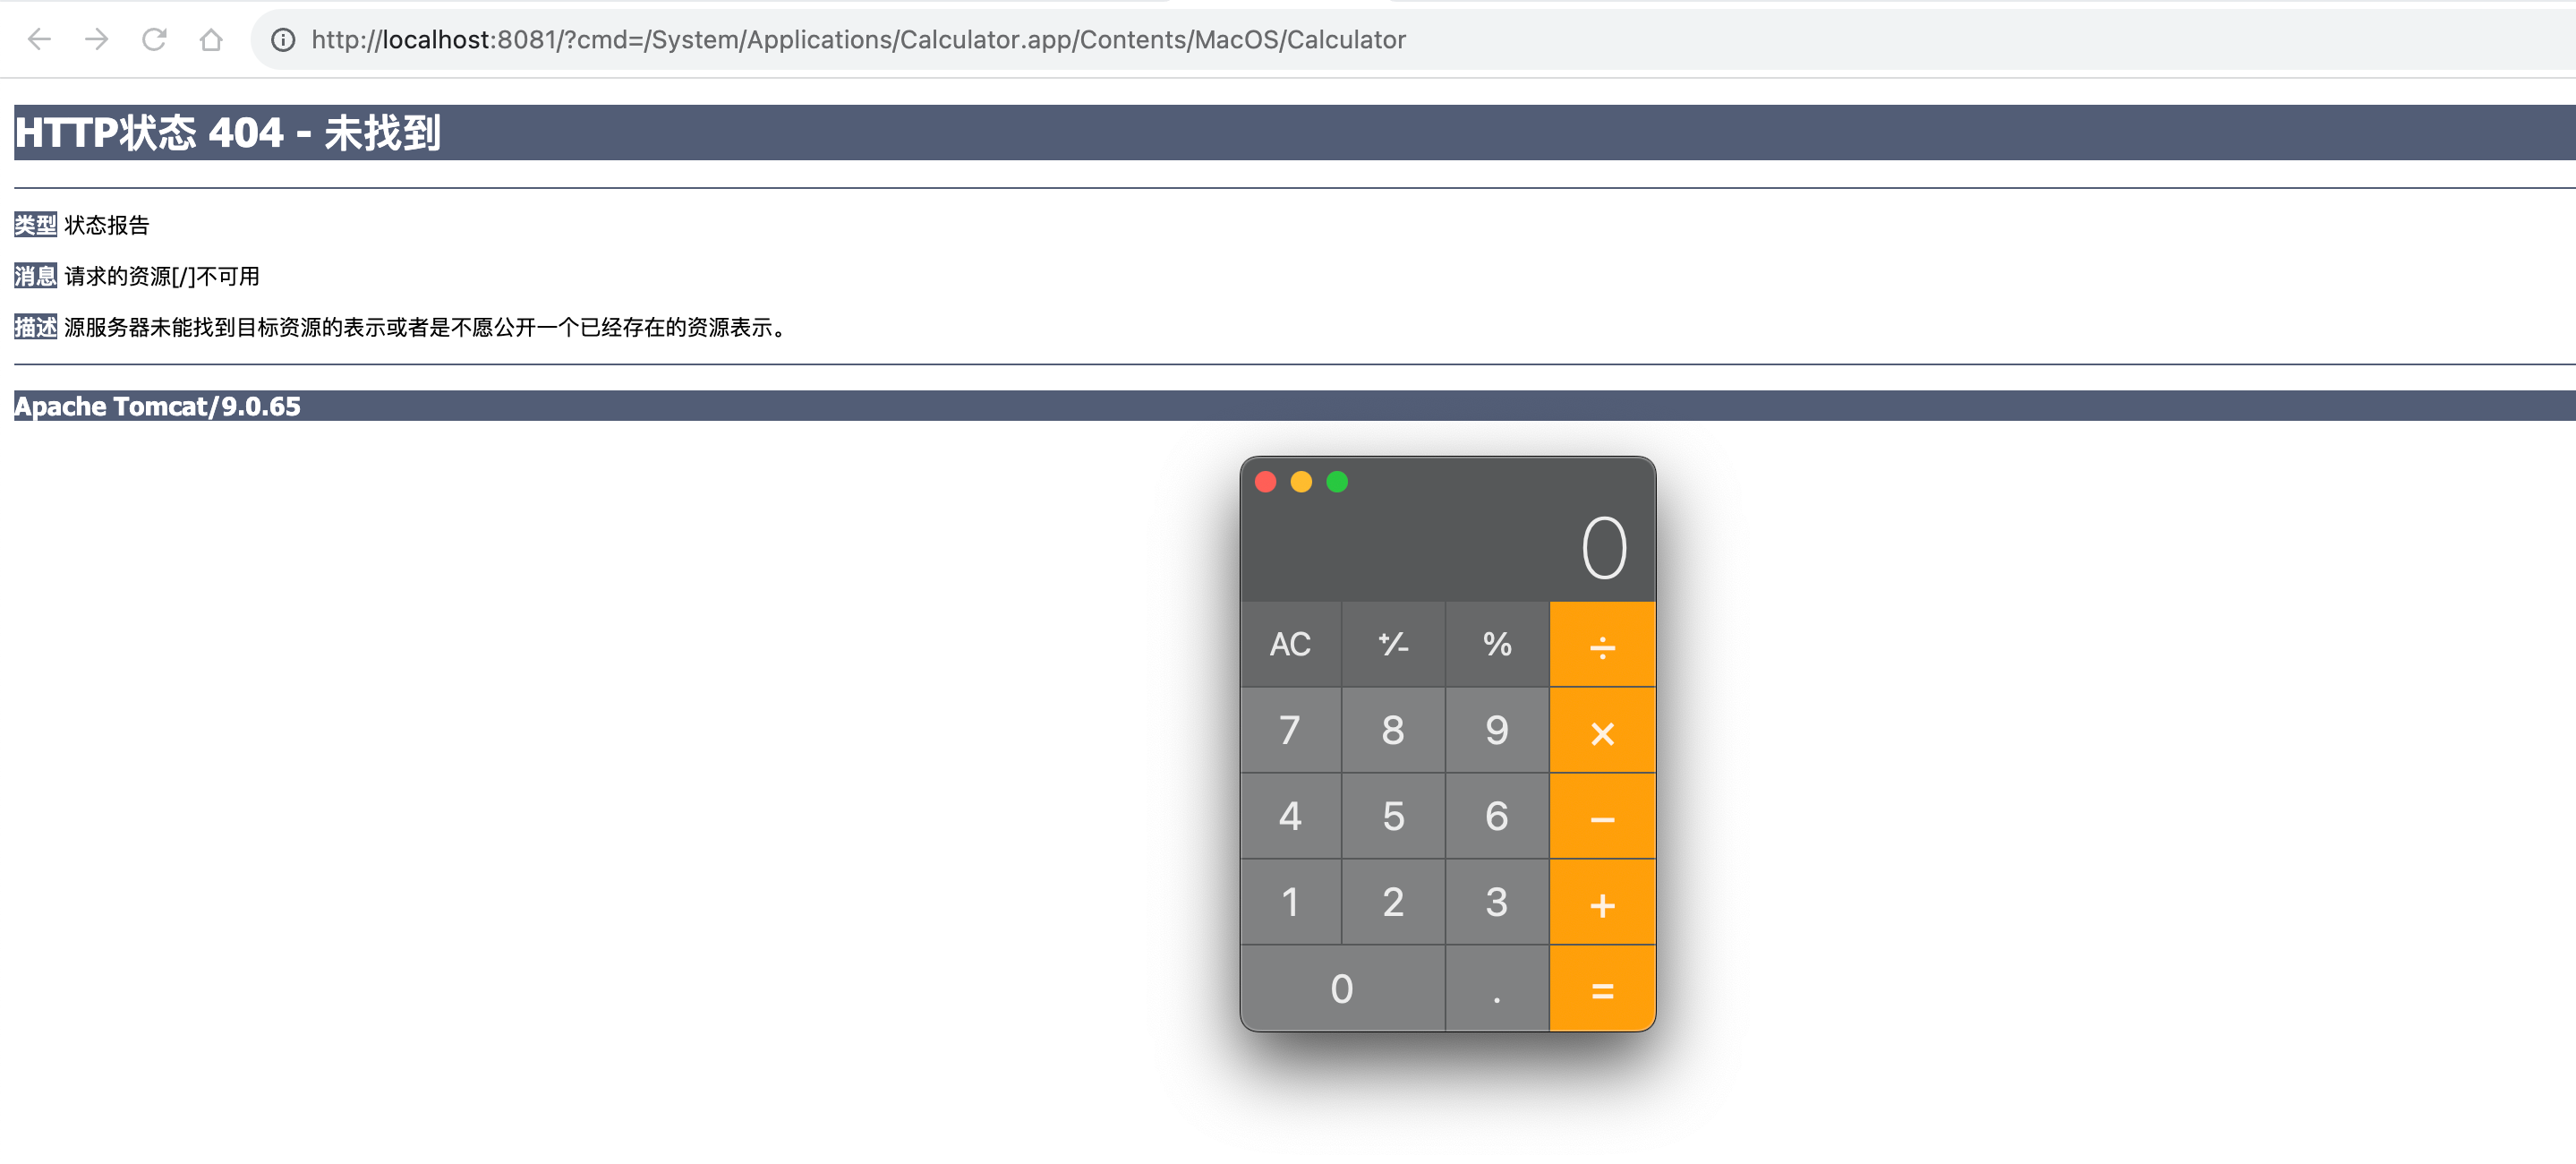 http://localhost:8081/?cmd=/System/Applications/Calculator.app/Contents/MacOS/Calculator
HTTP状态 404 - 未找到
类型 状态报告
消息 请求的资源[/]不可用
描述 源服务器未能找到目标资源的表示或者是不愿公开一个已经存在的资源表示。
Apache Tomcat/9.0.65
0
AC ⁺∕₋ % ÷
7 8 9 ×
4 5 6 −
1 2 3 +
0 . =